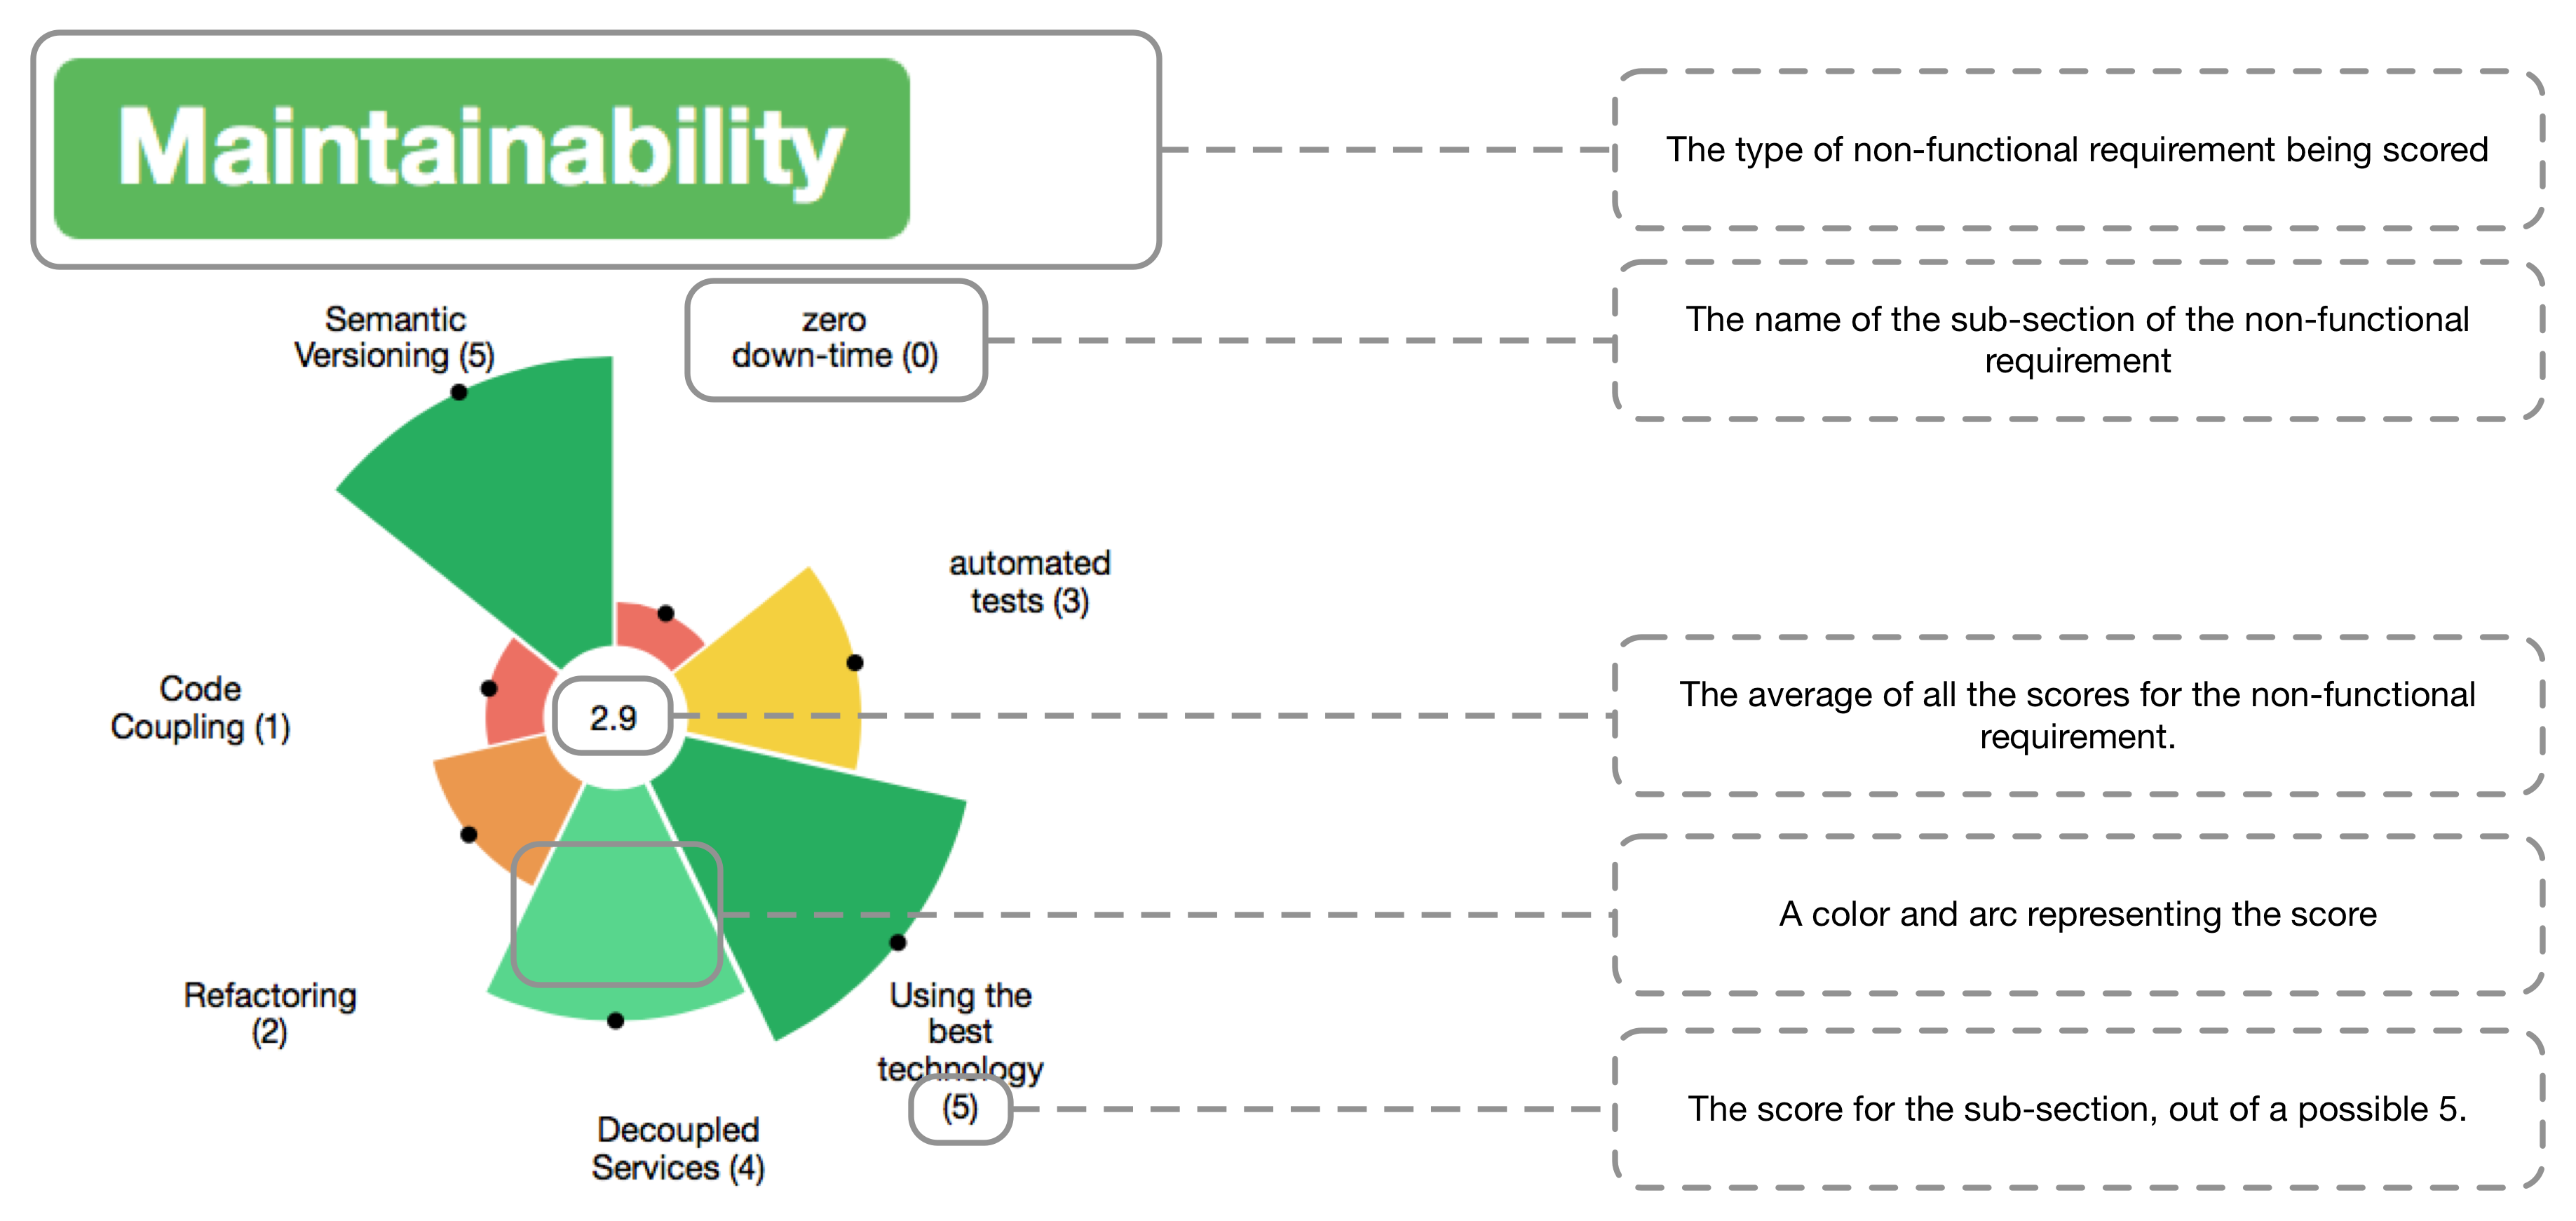 Maintainability
The type of non-functional requirement being scored
Semantic
Versioning (5)
zero
down-time (0)
The name of the sub-section of the non-functional
requirement
automated
tests (3)
Code
Coupling (1)
2.9
The average of all the scores for the non-functional
requirement.
A color and arc representing the score
Refactoring
(2)
Using the
best
technology
(5)
Decoupled
Services (4)
The score for the sub-section, out of a possible 5.